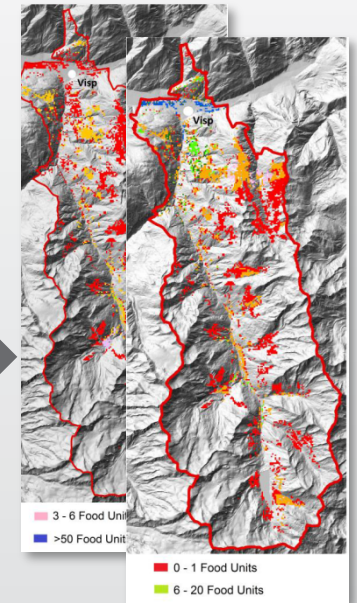 Visp
Visp
3 - 6 Food Unit
>50 Food Unit
0 - 1 Food Units
6 - 20 Food Units